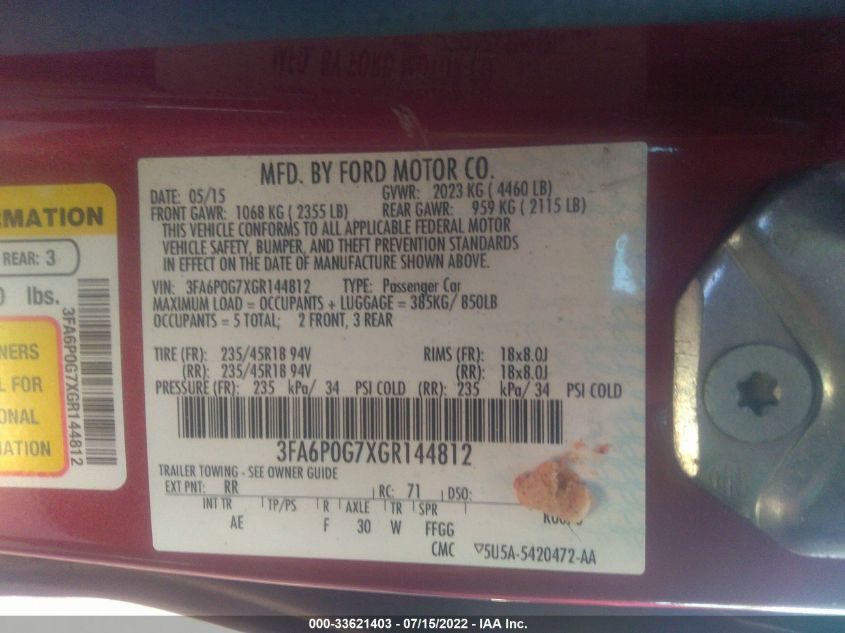 MFD. BY FORD MOTOR CO.
DATE: 05/15 GVWR: 2023 KG ( 4460 LB)
FRONT GAWR: 1068 KG ( 2355 LB) REAR GAWR: 959 KG ( 2115 LB)
THIS VEHICLE CONFORMS TO ALL APPLICABLE FEDERAL MOTOR
VEHICLE SAFETY, BUMPER, AND THEFT PREVENTION STANDARDS
IN EFFECT ON THE DATE OF MANUFACTURE SHOWN ABOVE.
VIN: 3FA6P0G7XGR144812 TYPE: Passenger Car
MAXIMUM LOAD = OCCUPANTS + LUGGAGE = 385KG/ 850LB
OCCUPANTS = 5 TOTAL; 2 FRONT, 3 REAR
TIRE (FR): 235/45R18 94V RIMS (FR): 18x8.0J
(RR): 235/45R18 94V (RR): 18x8.0J
PRESSURE (FR): 235 kPa/ 34 PSI COLD (RR): 235 kPa/ 34 PSI COLD
3FA6P0G7XGR144812
TRAILER TOWING - SEE OWNER GUIDE
EXT PNT: RR RC: 71 DSO:
INT TR TP/PS R AXLE TR SPR
AE F 30 W FFGG
CMC ▽5U5A-5420472-AA
RMATION
REAR: 3
0 lbs.
NERS
L FOR
ONAL
ATION
3FA6P0G7XGR144812
000-33621403 - 07/15/2022 - IAA Inc.